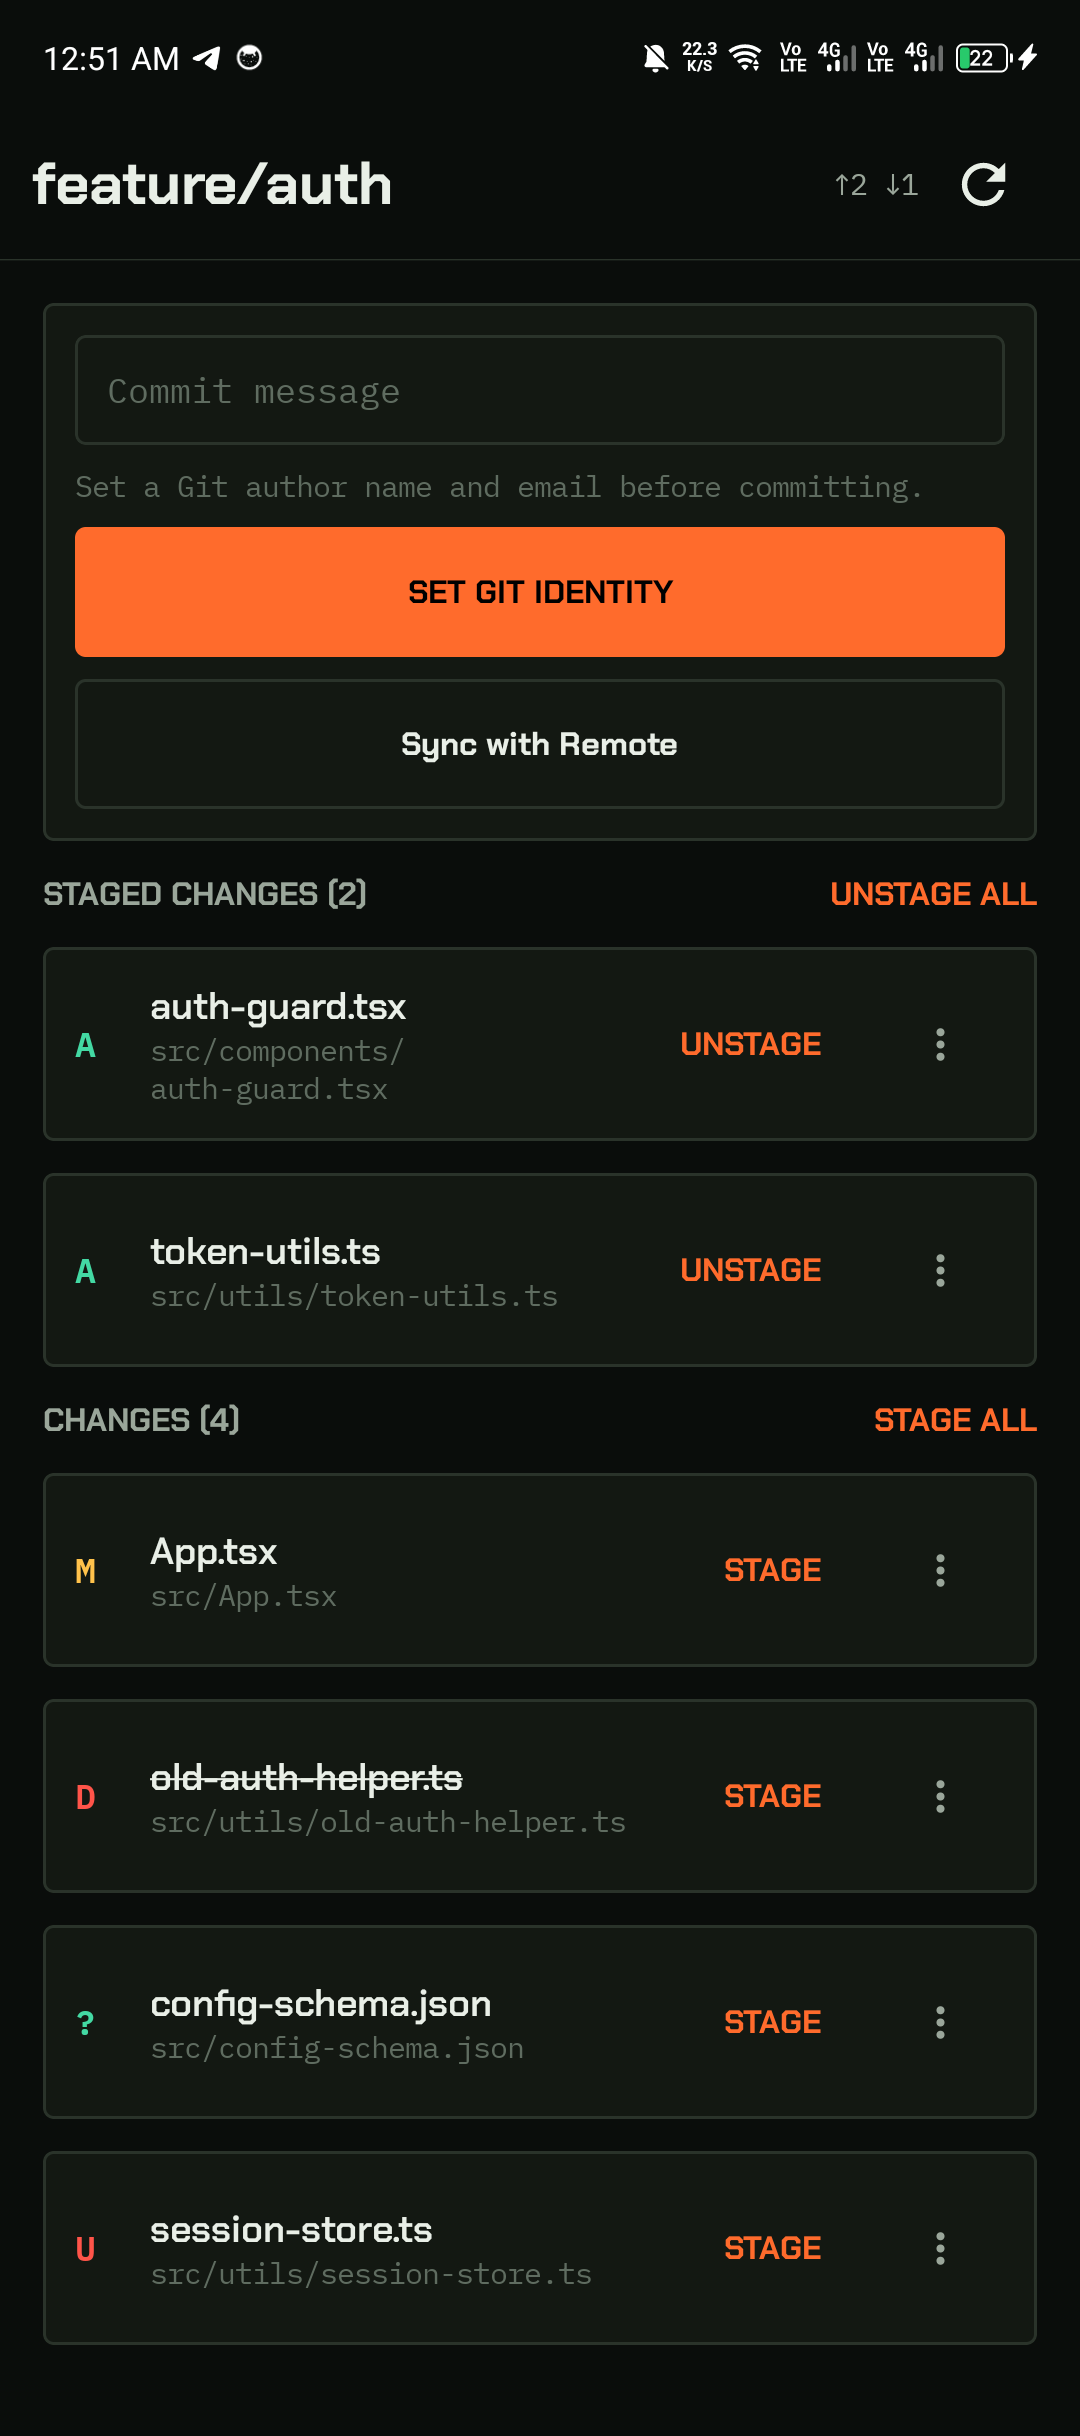 12:51 AM 22.3 K/S Vo LTE 4G Vo LTE 4G 22
feature/auth ↑2 ↓1
Commit message
Set a Git author name and email before committing.
SET GIT IDENTITY
Sync with Remote
STAGED CHANGES (2) UNSTAGE ALL
auth-guard.tsx
A src/components/ UNSTAGE
auth-guard.tsx
token-utils.ts
A src/utils/token-utils.ts UNSTAGE
CHANGES (4) STAGE ALL
App.tsx
M src/App.tsx STAGE
old-auth-helper.ts
D src/utils/old-auth-helper.ts STAGE
config-schema.json
? src/config-schema.json STAGE
session-store.ts
U src/utils/session-store.ts STAGE